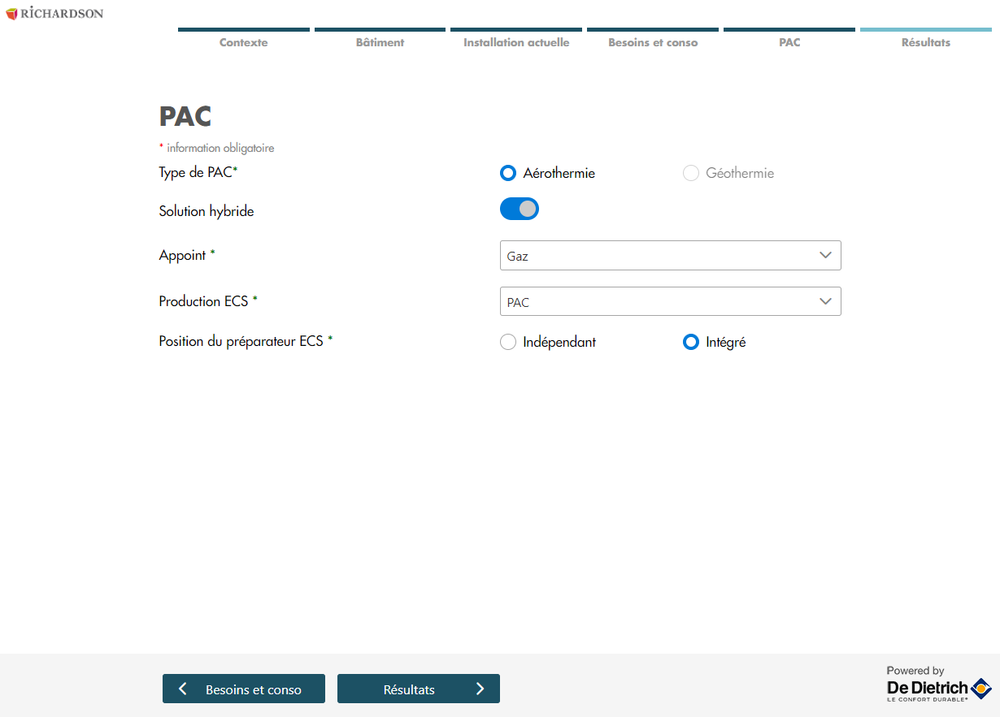 RICHARDSON
Contexte Bâtiment Installation actuelle Besoins et conso PAC Résultats
PAC
* information obligatoire
Type de PAC* Aérothermie Géothermie
Solution hybride
Appoint * Gaz
Production ECS * PAC
Position du préparateur ECS * Indépendant Intégré
Besoins et conso Résultats
Powered by
De Dietrich
LE CONFORT DURABLE®